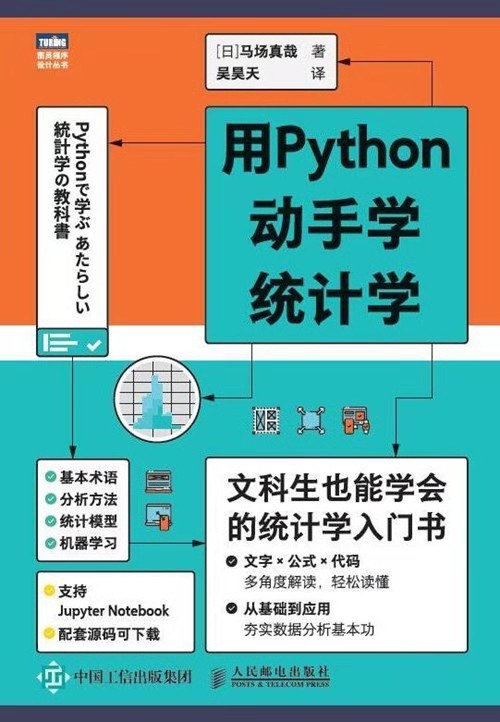 TURING
图灵程序
设计丛书
[日]马场真哉 著
吴昊天 译
Pythonで学ぶ あたらしい
統計学の教科書
用Python
动手学
统计学
基本术语
分析方法
统计模型
机器学习
文科生也能学会
的统计学入门书
文字×公式×代码
多角度解读，轻松读懂
从基础到应用
夯实数据分析基本功
支持
Jupyter Notebook
配套源码可下载
中国工信出版集团
人民邮电出版社
POSTS & TELECOM PRESS